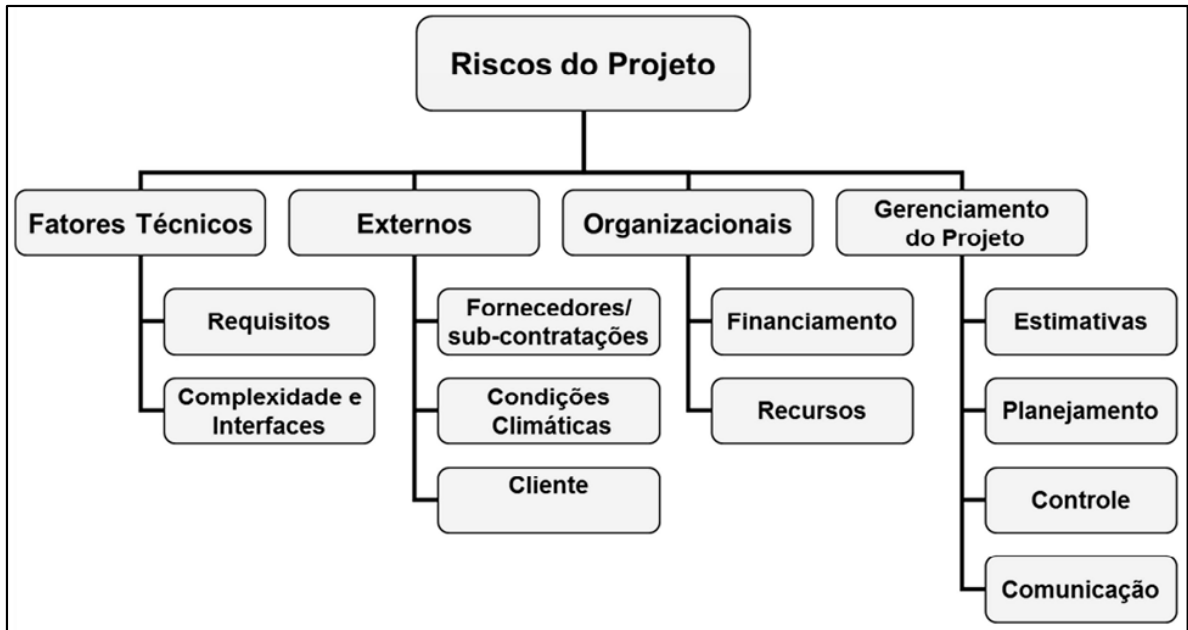 Riscos do Projeto
Fatores Técnicos
Externos
Organizacionais
Gerenciamento
do Projeto
Requisitos
Complexidade e
Interfaces
Fornecedores/
sub-contratações
Condições
Climáticas
Cliente
Financiamento
Recursos
Estimativas
Planejamento
Controle
Comunicação